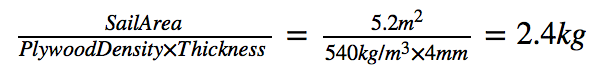 SailArea / PlywoodDensity×Thickness = 5.2m² / 540kg/m³×4mm = 2.4kg